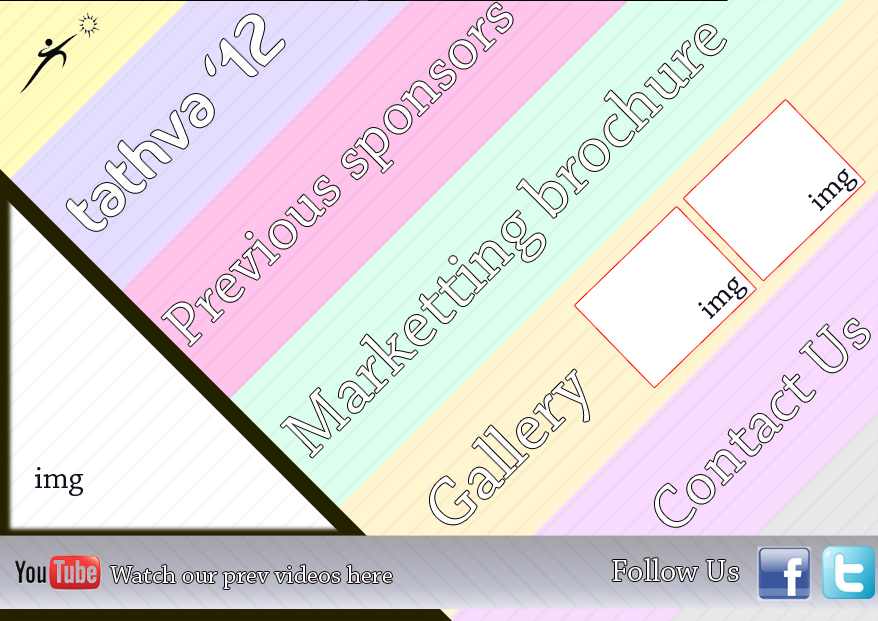 tathva ‘12
Previous sponsors
Marketting brochure
img
img
Gallery
Contact Us
img
YouTube Watch our prev videos here
Follow Us f t